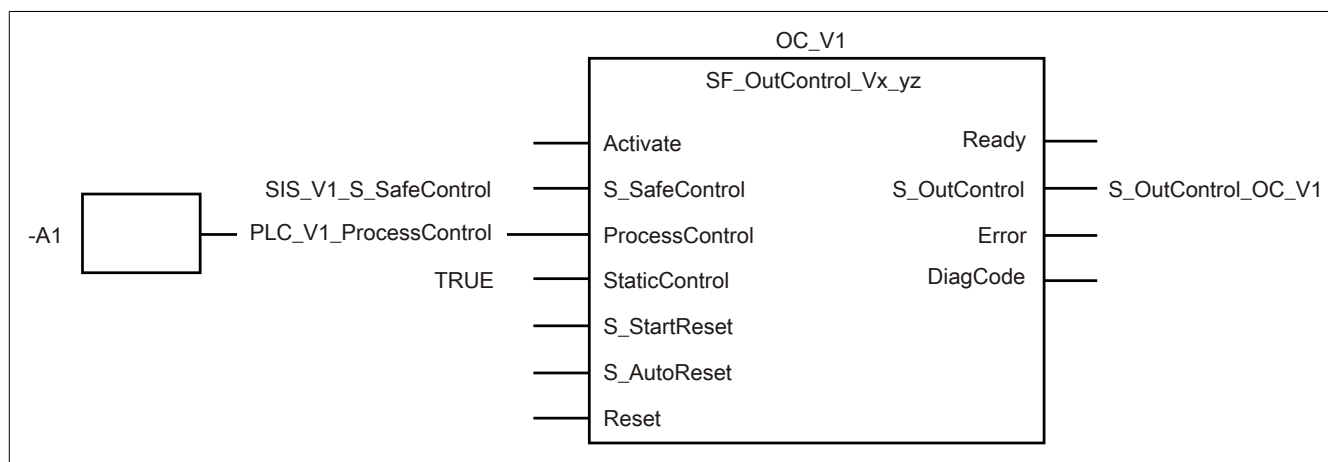 OC_V1
SF_OutControl_Vx_yz
Activate Ready
SIS_V1_S_SafeControl S_SafeControl S_OutControl S_OutControl_OC_V1
-A1 PLC_V1_ProcessControl ProcessControl Error
TRUE StaticControl DiagCode
S_StartReset
S_AutoReset
Reset